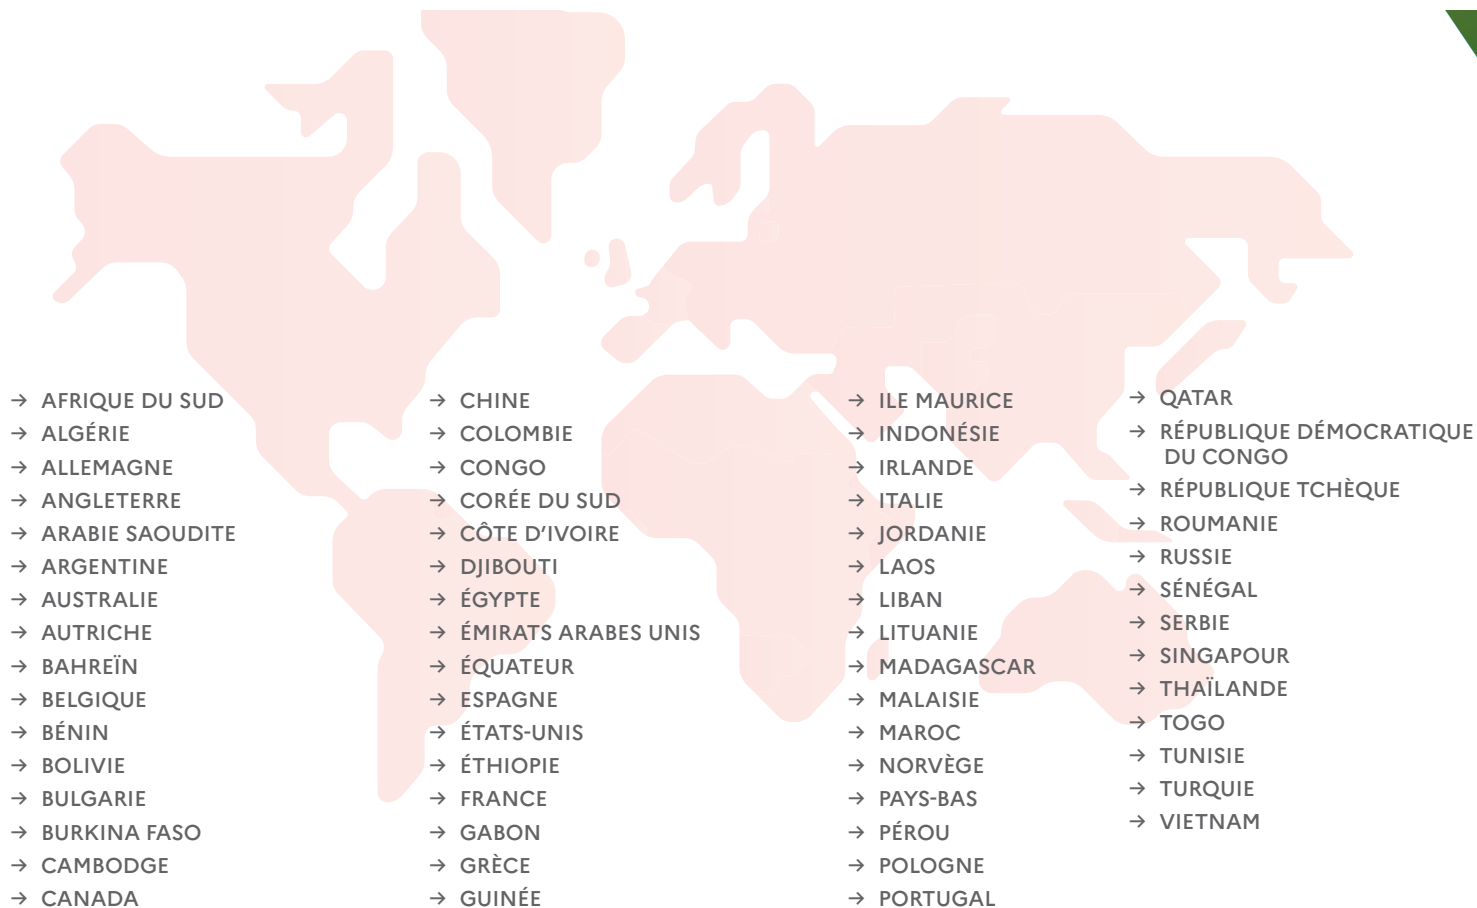 → AFRIQUE DU SUD
→ ALGÉRIE
→ ALLEMAGNE
→ ANGLETERRE
→ ARABIE SAOUDITE
→ ARGENTINE
→ AUSTRALIE
→ AUTRICHE
→ BAHREÏN
→ BELGIQUE
→ BÉNIN
→ BOLIVIE
→ BULGARIE
→ BURKINA FASO
→ CAMBODGE
→ CANADA
→ CHINE
→ COLOMBIE
→ CONGO
→ CORÉE DU SUD
→ CÔTE D’IVOIRE
→ DJIBOUTI
→ ÉGYPTE
→ ÉMIRATS ARABES UNIS
→ ÉQUATEUR
→ ESPAGNE
→ ÉTATS-UNIS
→ ÉTHIOPIE
→ FRANCE
→ GABON
→ GRÈCE
→ GUINÉE
→ ILE MAURICE
→ INDONÉSIE
→ IRLANDE
→ ITALIE
→ JORDANIE
→ LAOS
→ LIBAN
→ LITUANIE
→ MADAGASCAR
→ MALAISIE
→ MAROC
→ NORVÈGE
→ PAYS-BAS
→ PÉROU
→ POLOGNE
→ PORTUGAL
→ QATAR
→ RÉPUBLIQUE DÉMOCRATIQUE
DU CONGO
→ RÉPUBLIQUE TCHÈQUE
→ ROUMANIE
→ RUSSIE
→ SÉNÉGAL
→ SERBIE
→ SINGAPOUR
→ THAÏLANDE
→ TOGO
→ TUNISIE
→ TURQUIE
→ VIETNAM